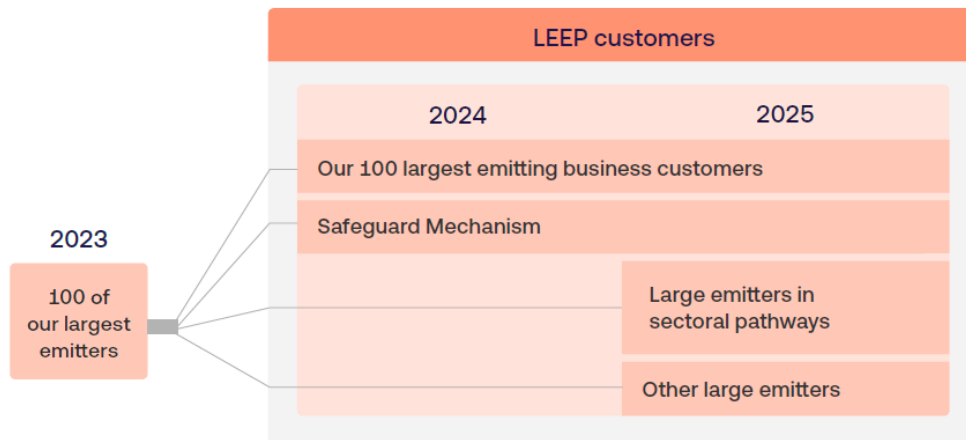 LEEP customers
2024
2025
Our 100 largest emitting business customers
Safeguard Mechanism
2023
100 of
our largest
emitters
Large emitters in
sectoral pathways
Other large emitters